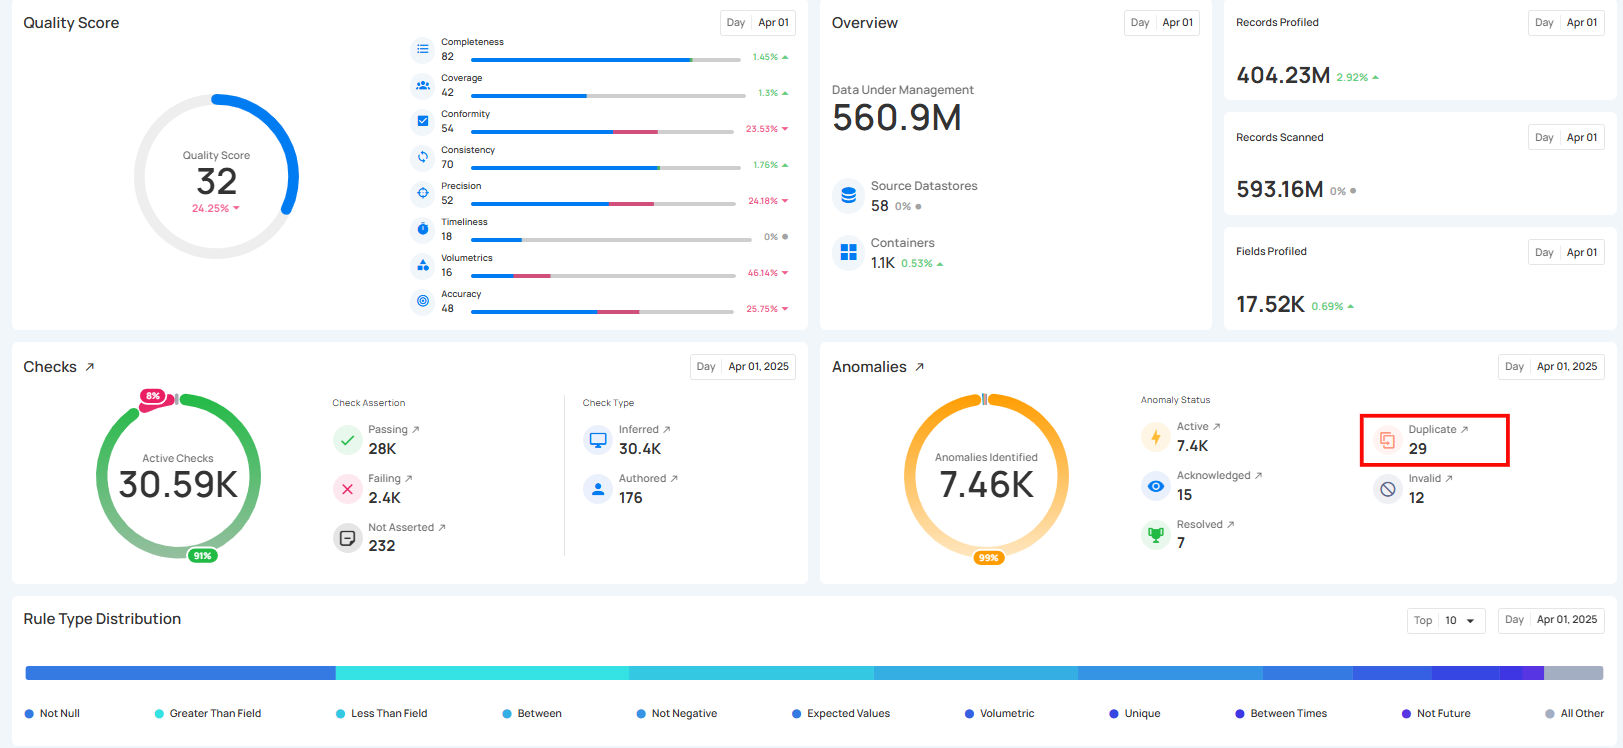 Quality Score
Day Apr 01
Quality Score
32
24.25%
Completeness
82
1.45%
Coverage
42
1.3%
Conformity
54
23.53%
Consistency
70
1.76%
Precision
52
24.18%
Timeliness
18
0%
Volumetrics
16
46.14%
Accuracy
48
25.75%
Overview
Day Apr 01
Data Under Management
560.9M
Source Datastores
58 0%
Containers
1.1K 0.53%
Records Profiled
Day Apr 01
404.23M 2.92%
Records Scanned
Day Apr 01
593.16M 0%
Fields Profiled
Day Apr 01
17.52K 0.69%
Checks
Day Apr 01, 2025
8%
Active Checks
30.59K
91%
Check Assertion
Passing
28K
Failing
2.4K
Not Asserted
232
Check Type
Inferred
30.4K
Authored
176
Anomalies
Day Apr 01, 2025
Anomalies Identified
7.46K
99%
Anomaly Status
Active
7.4K
Acknowledged
15
Resolved
7
Duplicate
29
Invalid
12
Rule Type Distribution
Top 10
Day Apr 01, 2025
Not Null Greater Than Field Less Than Field Between Not Negative Expected Values Volumetric Unique Between Times Not Future All Other